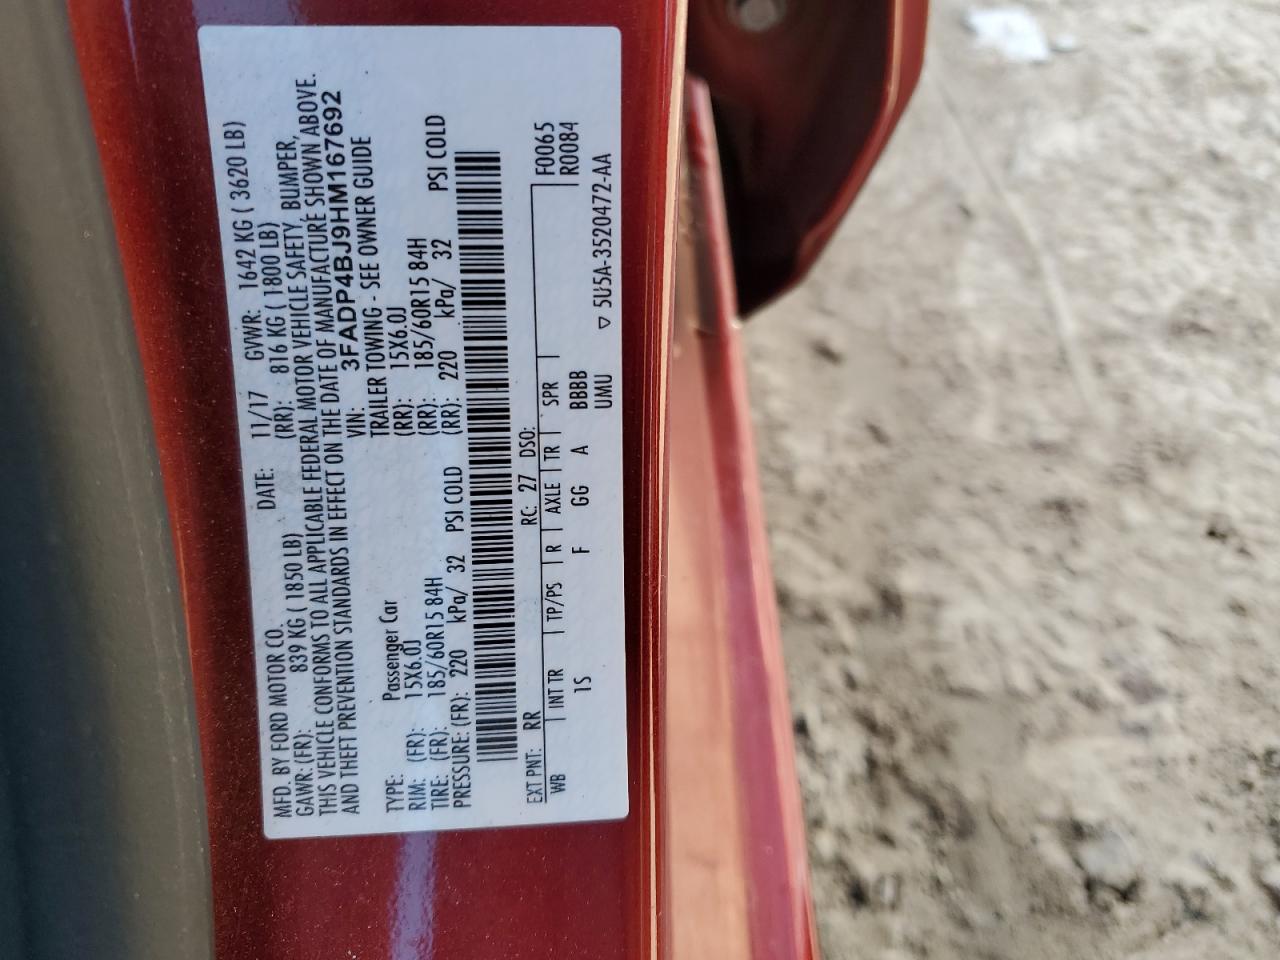 MFD. BY FORD MOTOR CO. DATE: 11/17 GVWR: 1642 KG ( 3620 LB)
GAWR: (FR): 839 KG ( 1850 LB) (RR): 816 KG ( 1800 LB)
THIS VEHICLE CONFORMS TO ALL APPLICABLE FEDERAL MOTOR VEHICLE SAFETY, BUMPER,
AND THEFT PREVENTION STANDARDS IN EFFECT ON THE DATE OF MANUFACTURE SHOWN ABOVE.
VIN: 3FADP4BJ9HM167692
TYPE: Passenger Car TRAILER TOWING - SEE OWNER GUIDE
RIM: (FR): 15X6.0J (RR): 15X6.0J
TIRE: (FR): 185/60R15 84H (RR): 185/60R15 84H
PRESSURE: (FR): 220 kPa/ 32 PSI COLD (RR): 220 kPa/ 32 PSI COLD
EXT PNT: RR RC: 27 DSO: F0065
WB INT TR TP/PS R AXLE TR SPR R0084
1S F GG A BBBB
UMU ▽ 5U5A-3520472-AA